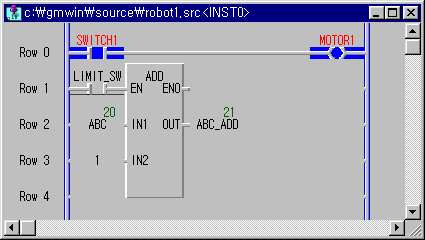 c:₩gmwin₩source₩robot1,src<INST0>
SWITCH1 MOTOR1
Row 0
LIMIT_SW ADD
Row 1 EN ENO
20 21
Row 2 ABC IN1 OUT ABC_ADD
Row 3 1 IN2
Row 4